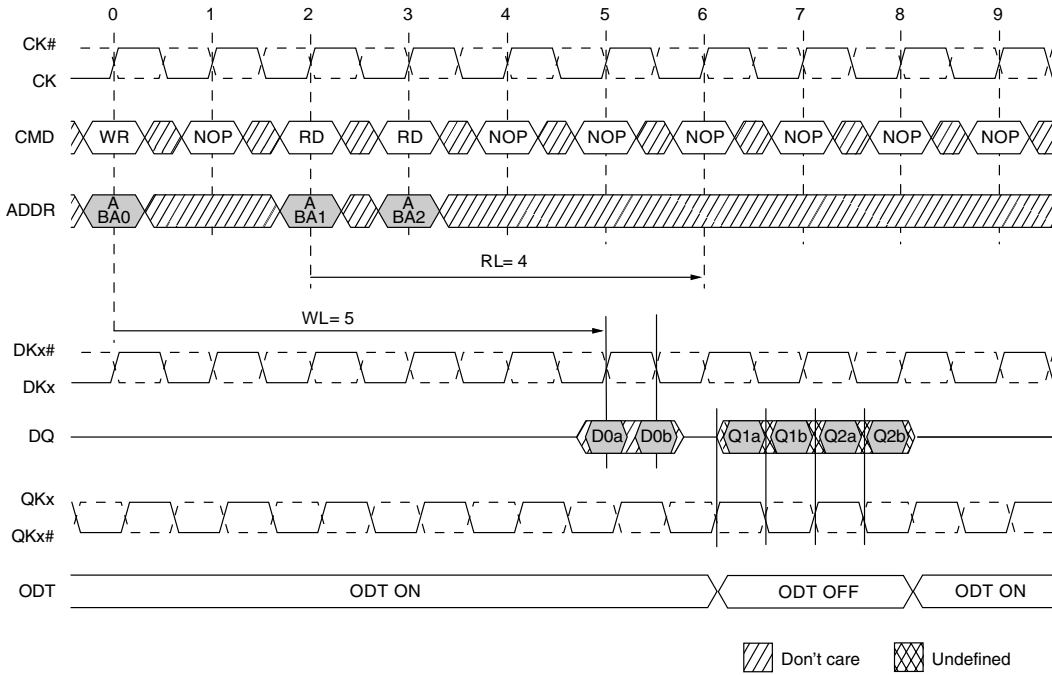 0 1 2 3 4 5 6 7 8 9
CK#
CK
CMD WR NOP RD RD NOP NOP NOP NOP NOP NOP
ADDR A BA0 A BA1 A BA2
RL= 4
WL= 5
DKx#
DKx
DQ D0a D0b Q1a Q1b Q2a Q2b
QKx
QKx#
ODT ODT ON ODT OFF ODT ON
Don't care Undefined